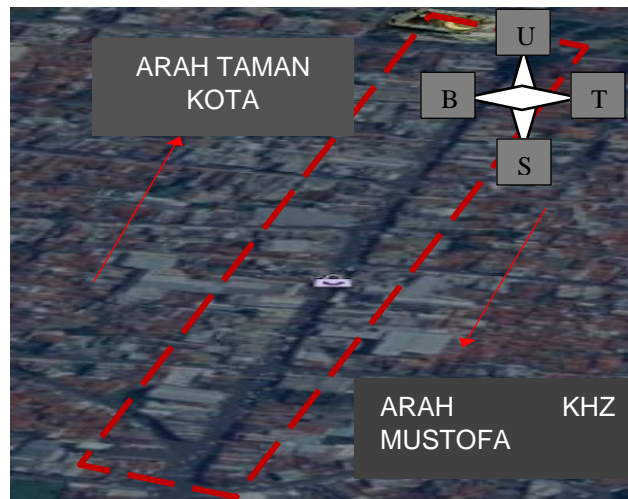 ARAH TAMAN
KOTA
U
B
T
S
ARAH KHZ
MUSTOFA